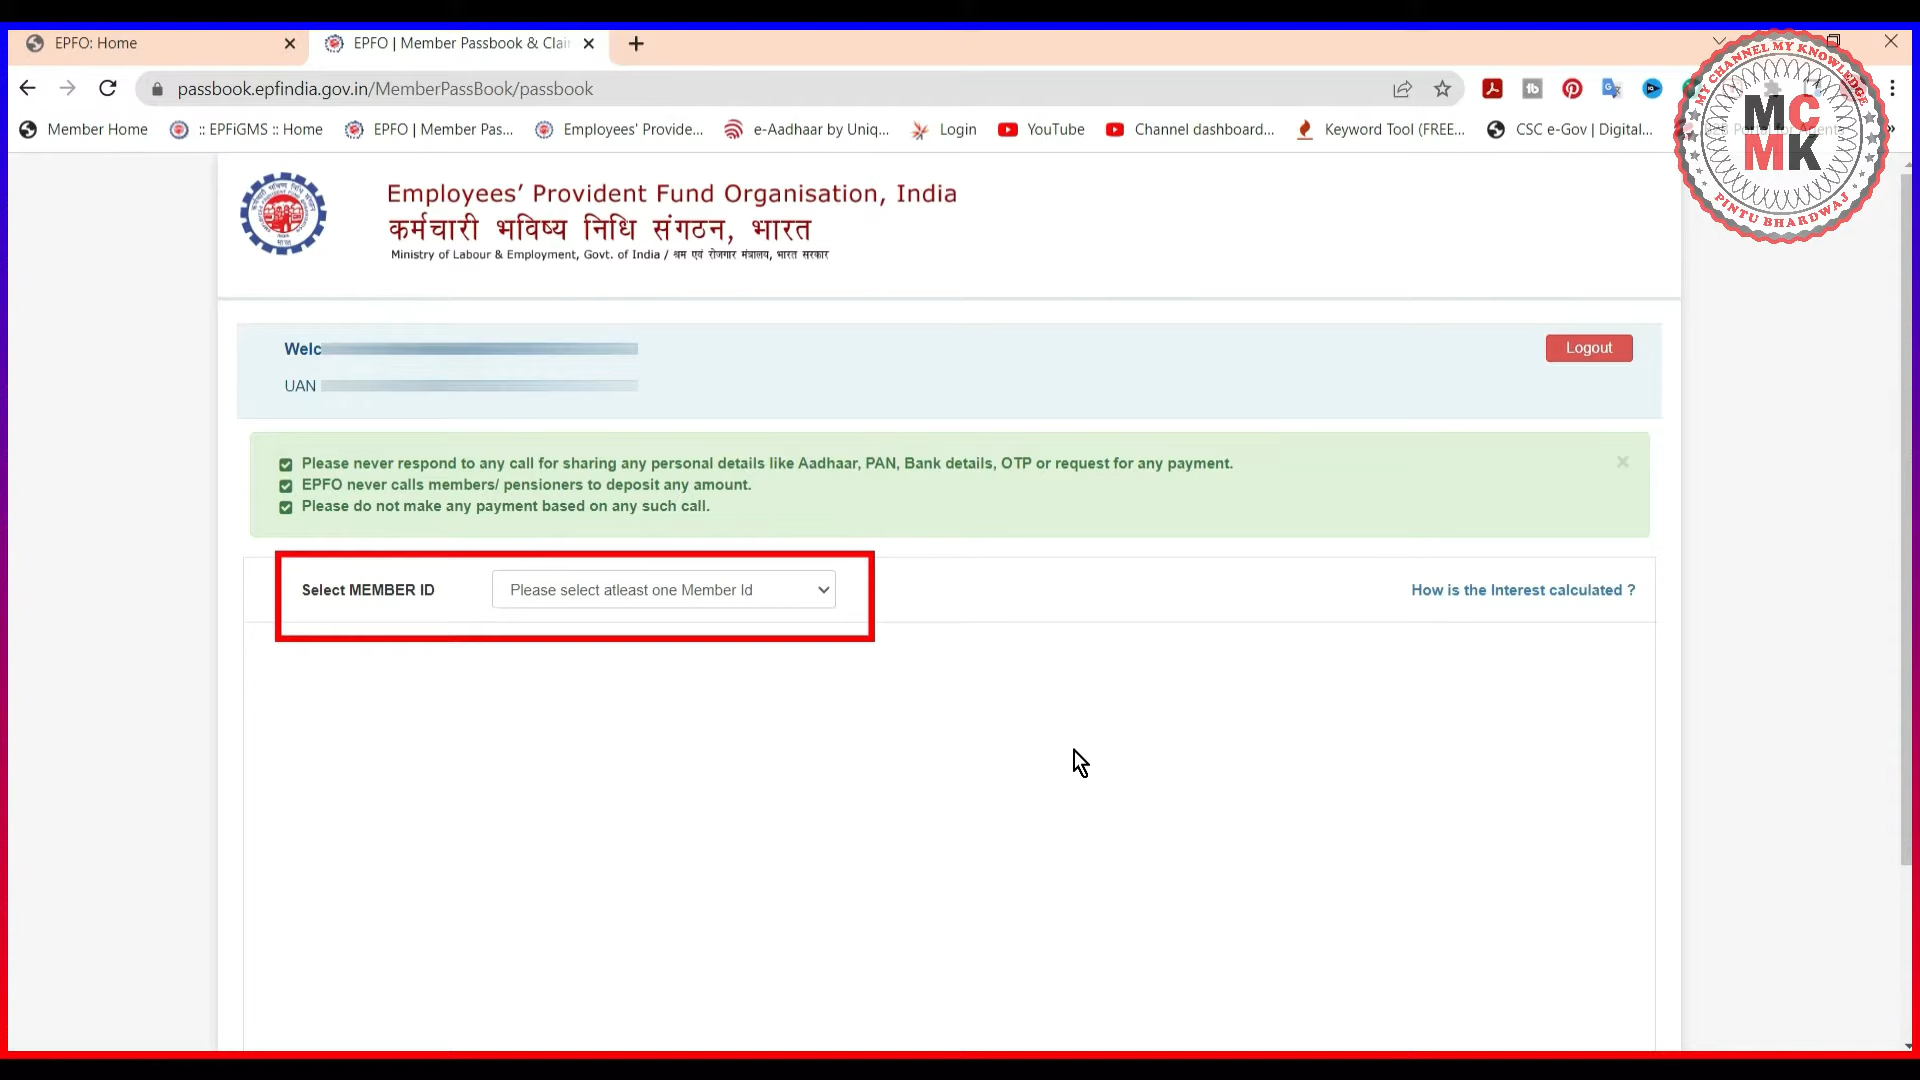 EPFO: Home
EPFO | Member Passbook & Clai
passbook.epfindia.gov.in/MemberPassBook/passbook
Member Home
:: EPFiGMS :: Home
EPFO | Member Pas...
Employees' Provide...
e-Aadhaar by Uniq...
Login
YouTube
Channel dashboard...
Keyword Tool (FREE...
CSC e-Gov | Digital...
MY CHANNEL MY KNOWLEDGE
MC
MK
PINTU BHARDWAJ
Employees' Provident Fund Organisation, India
कर्मचारी भविष्य निधि संगठन, भारत
Ministry of Labour & Employment, Govt. of India / श्रम एवं रोजगार मंत्रालय, भारत सरकार
Welc
Logout
UAN
Please never respond to any call for sharing any personal details like Aadhaar, PAN, Bank details, OTP or request for any payment.
EPFO never calls members/ pensioners to deposit any amount.
Please do not make any payment based on any such call.
Select MEMBER ID
Please select atleast one Member Id
How is the Interest calculated ?